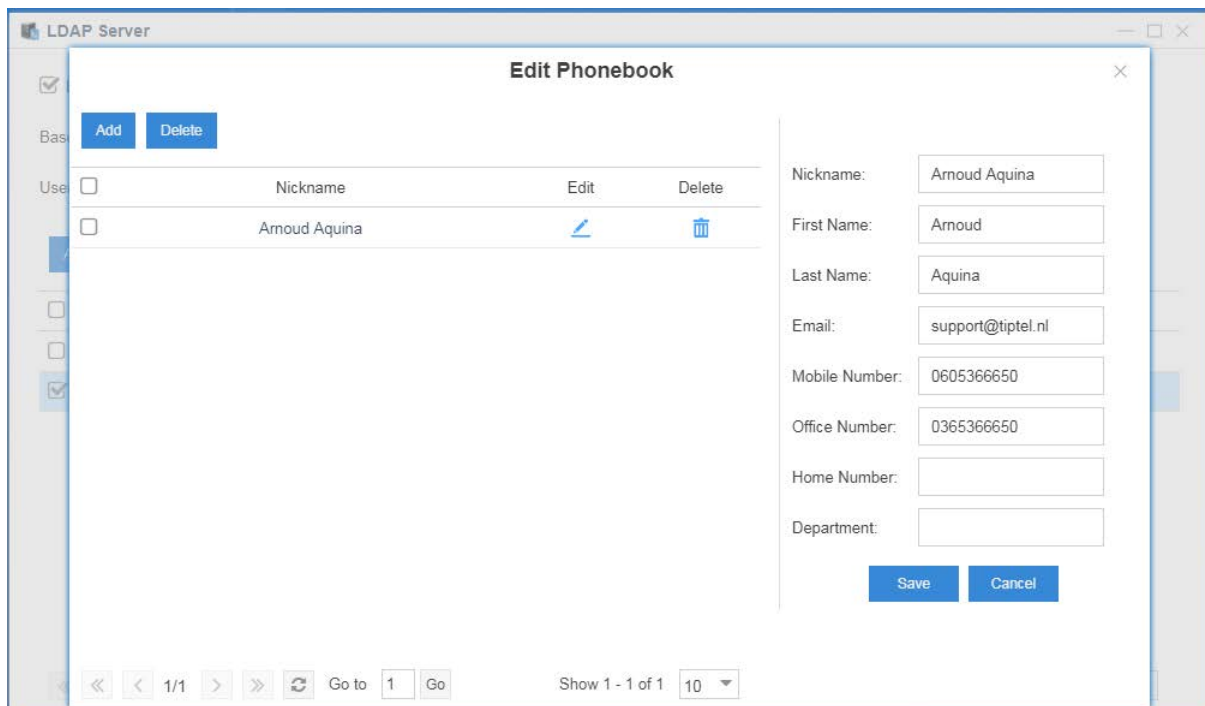 LDAP Server
Edit Phonebook
Add Delete
Nickname Edit Delete
Arnoud Aquina
Nickname: Arnoud Aquina
First Name: Arnoud
Last Name: Aquina
Email: support@tiptel.nl
Mobile Number: 0605366650
Office Number: 0365366650
Home Number:
Department:
Save Cancel
1/1 Go to 1 Go Show 1 - 1 of 1 10